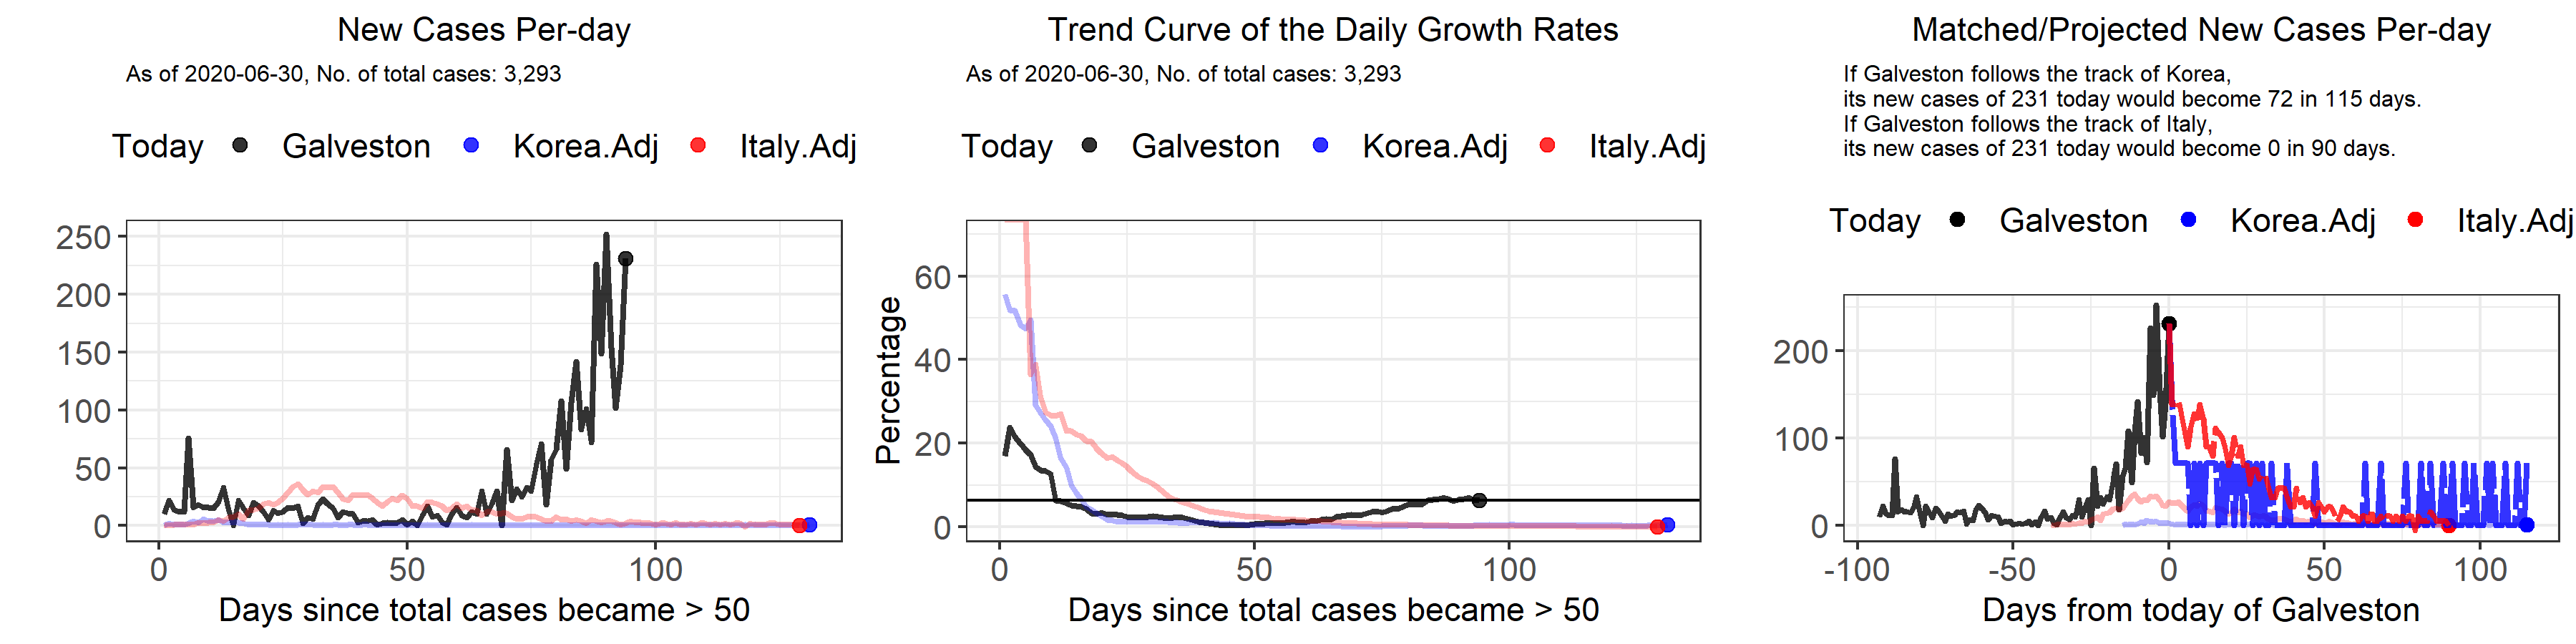 New Cases Per-day
As of 2020-06-30, No. of total cases: 3,293
Today Galveston Korea.Adj Italy.Adj
250
200
150
100
50
0
0 50 100
Days since total cases became > 50
Trend Curve of the Daily Growth Rates
As of 2020-06-30, No. of total cases: 3,293
Today Galveston Korea.Adj Italy.Adj
Percentage
60
40
20
0
0 50 100
Days since total cases became > 50
Matched/Projected New Cases Per-day
If Galveston follows the track of Korea,
its new cases of 231 today would become 72 in 115 days.
If Galveston follows the track of Italy,
its new cases of 231 today would become 0 in 90 days.
Today Galveston Korea.Adj Italy.Adj
200
100
0
-100 -50 0 50 100
Days from today of Galveston